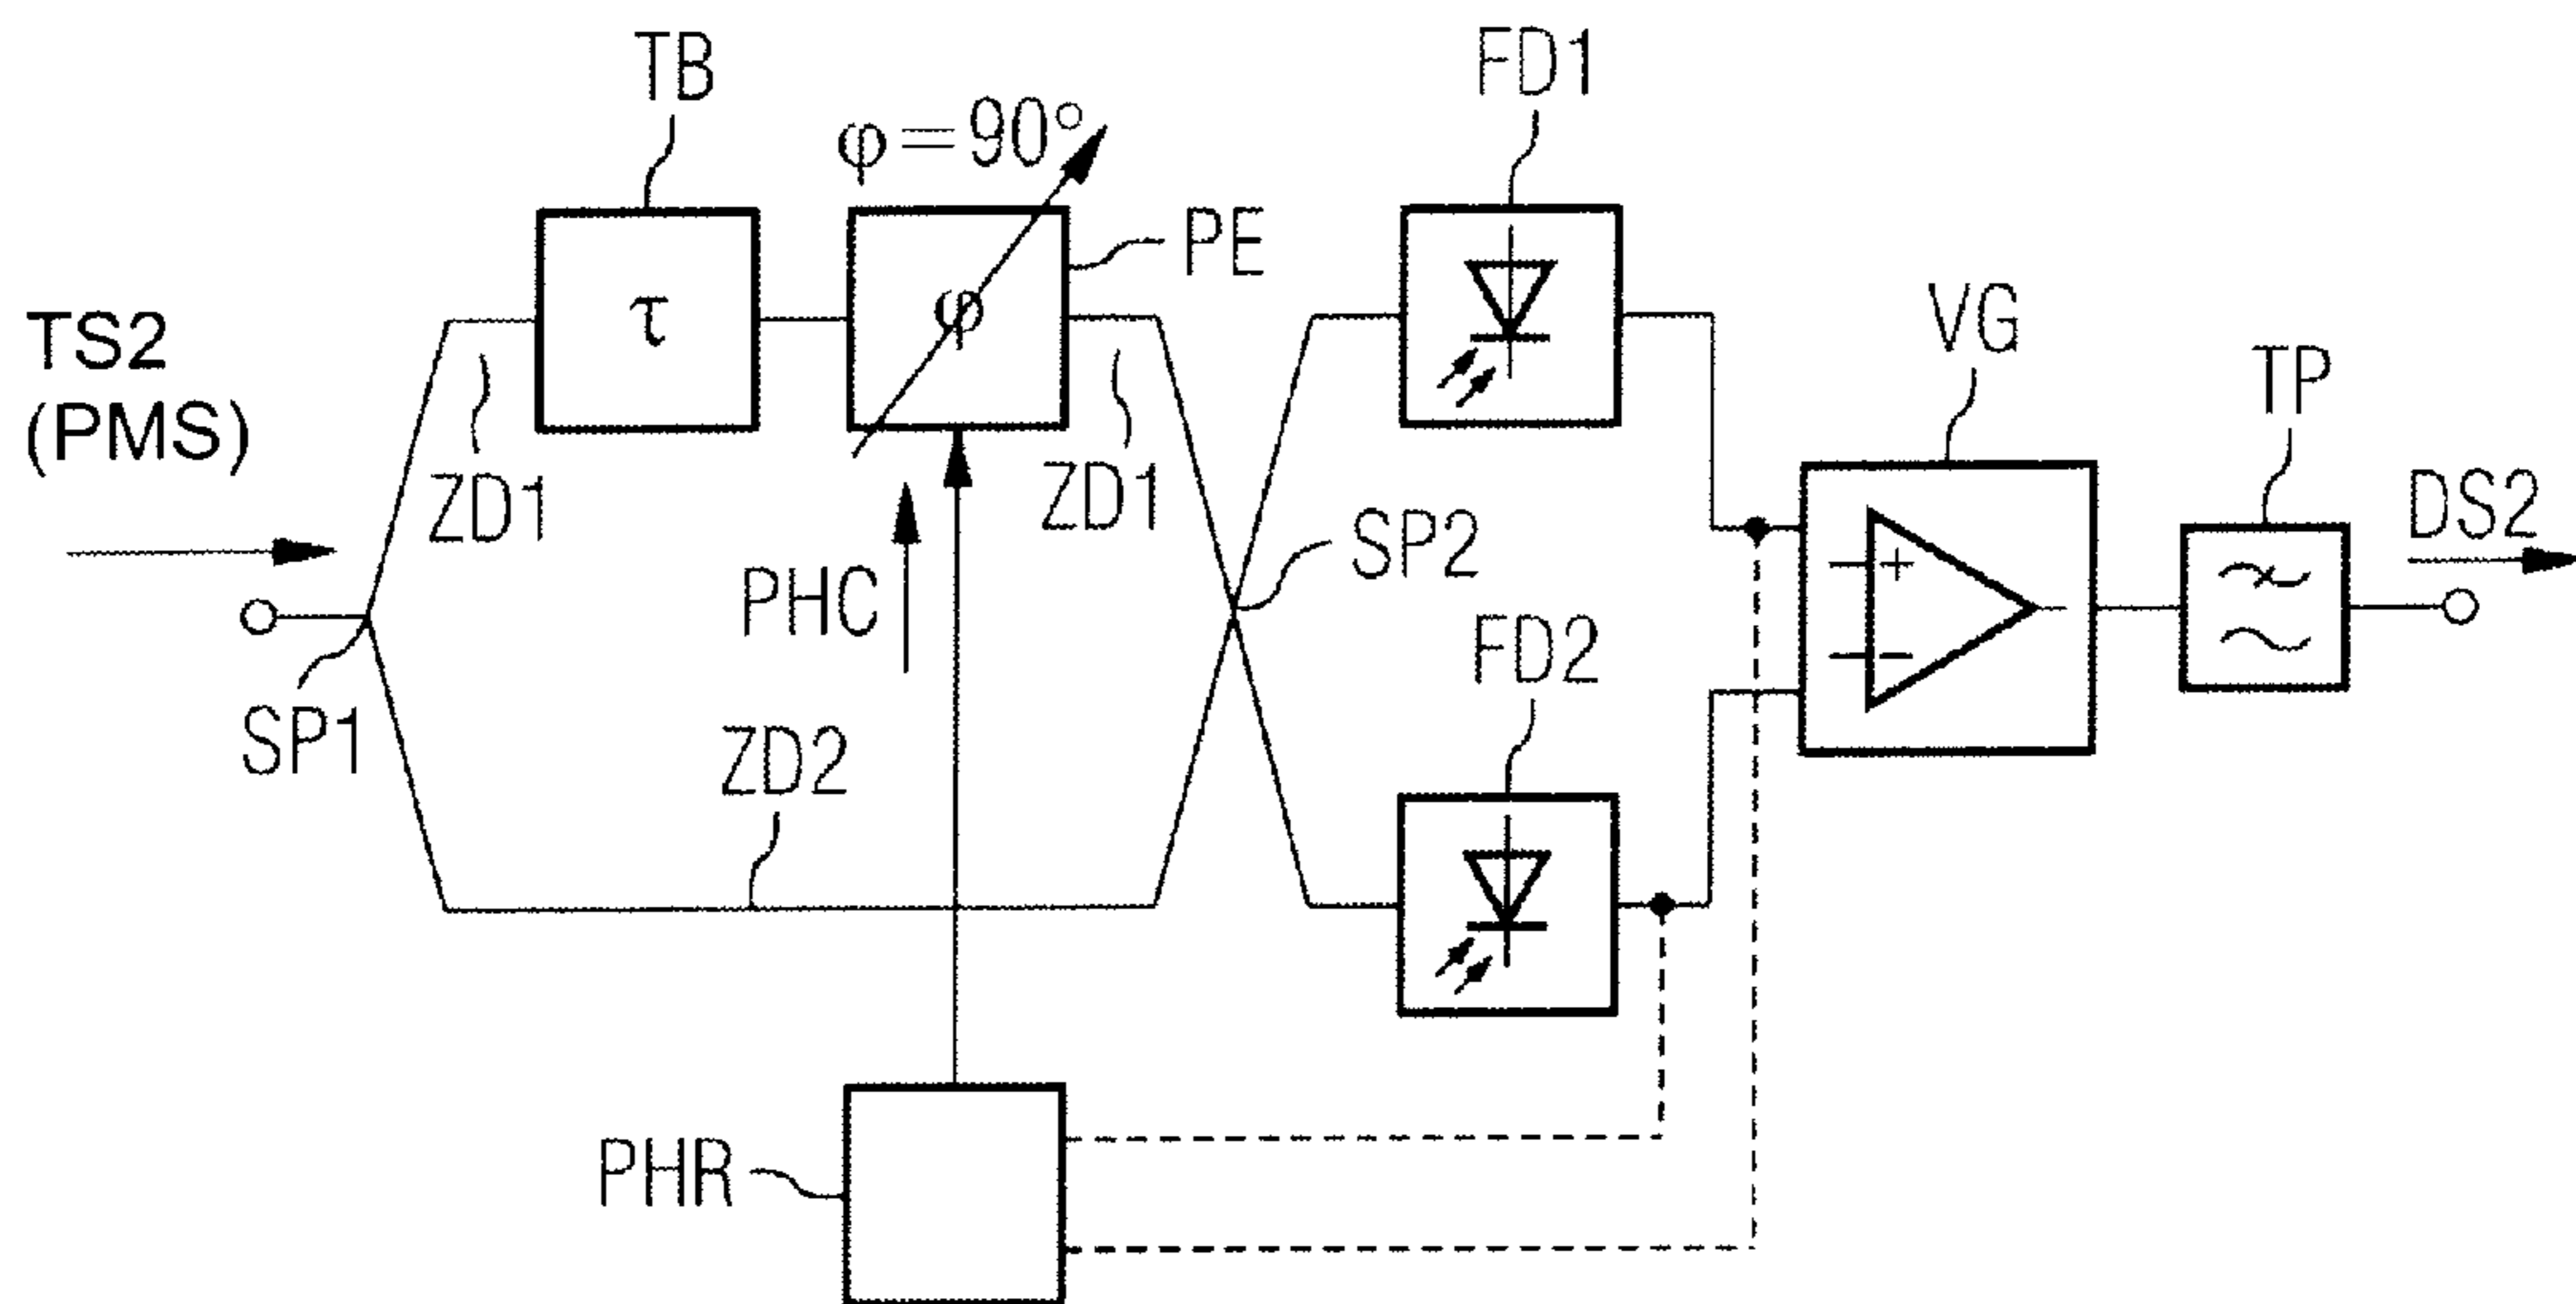 TB
FD1
φ=90°
PE
τ
φ
VG
TS2
(PMS)
TP
ZD1
ZD1
DS2
SP2
PHC
+
−
FD2
SP1
ZD2
PHR